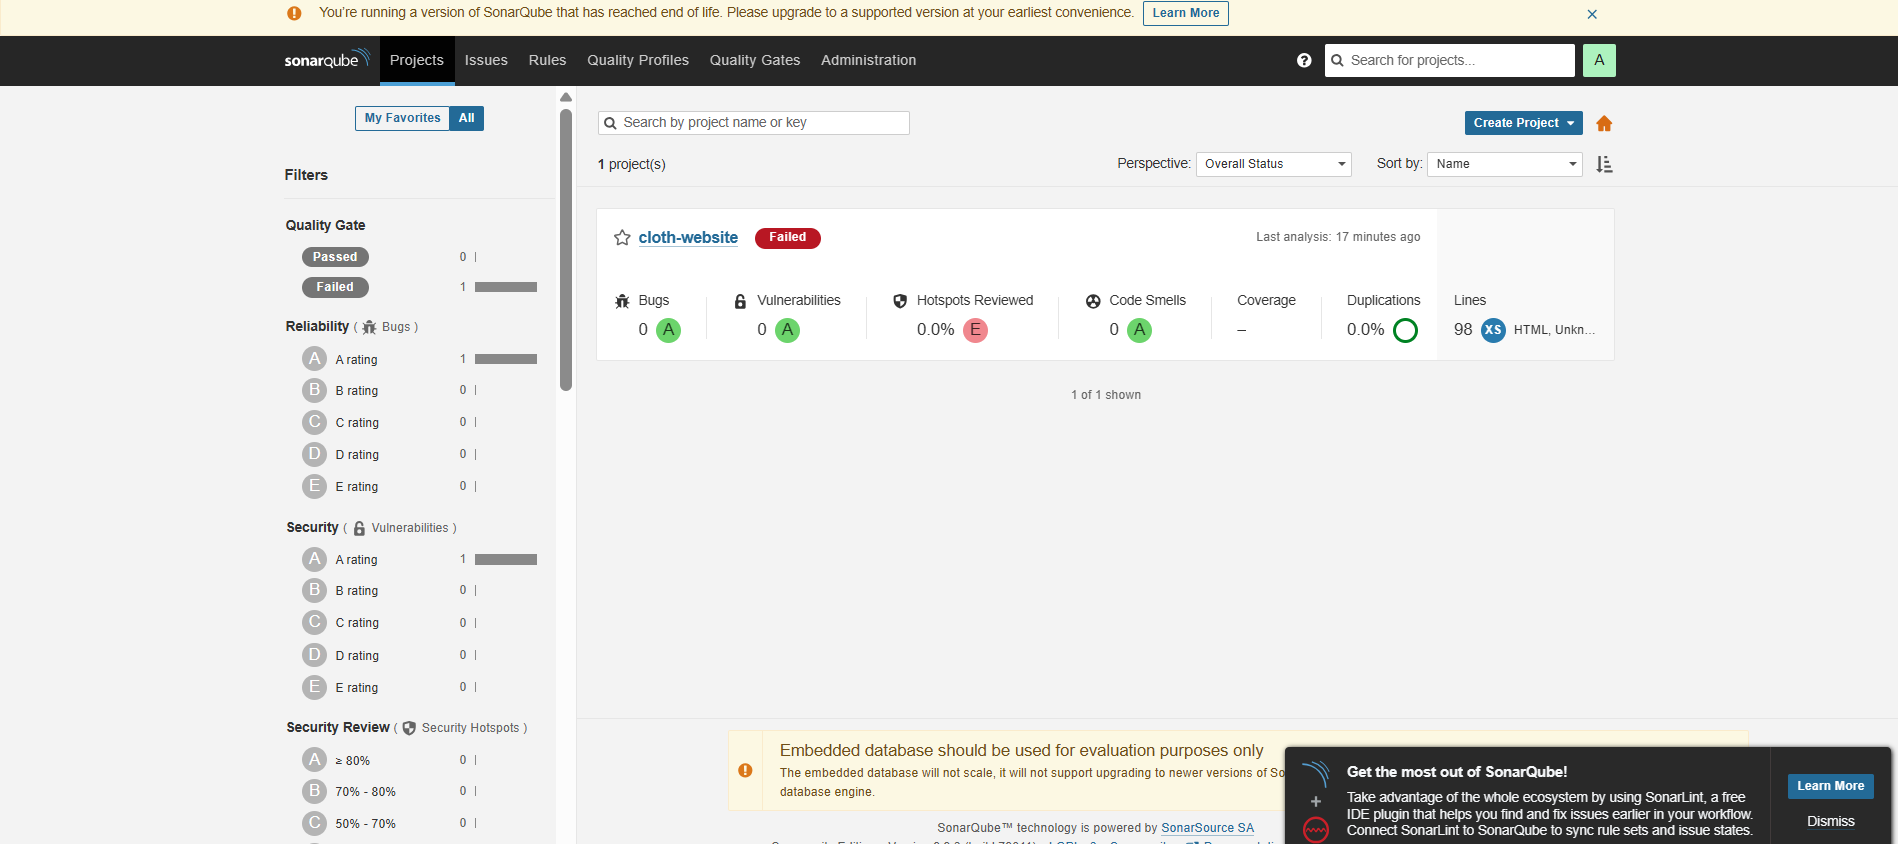 You're running a version of SonarQube that has reached end of life. Please upgrade to a supported version at your earliest convenience. Learn More
sonarqube Projects Issues Rules Quality Profiles Quality Gates Administration Search for projects... A
My Favorites All
Filters
Quality Gate
Passed 0
Failed 1
Reliability ( Bugs )
A A rating 1
B B rating 0
C C rating 0
D D rating 0
E E rating 0
Security ( Vulnerabilities )
A A rating 1
B B rating 0
C C rating 0
D D rating 0
E E rating 0
Security Review ( Security Hotspots )
A ≥ 80% 0
B 70% - 80% 0
C 50% - 70% 0
Search by project name or key Create Project
1 project(s) Perspective: Overall Status Sort by: Name
cloth-website Failed Last analysis: 17 minutes ago
Bugs Vulnerabilities Hotspots Reviewed Code Smells Coverage Duplications Lines
0 A 0 A 0.0% E 0 A – 0.0% 98 XS HTML, Unkn...
1 of 1 shown
Embedded database should be used for evaluation purposes only
The embedded database will not scale, it will not support upgrading to newer versions of So
database engine.
SonarQube™ technology is powered by SonarSource SA
Get the most out of SonarQube!
Take advantage of the whole ecosystem by using SonarLint, a free
IDE plugin that helps you find and fix issues earlier in your workflow.
Connect SonarLint to SonarQube to sync rule sets and issue states.
Learn More
Dismiss